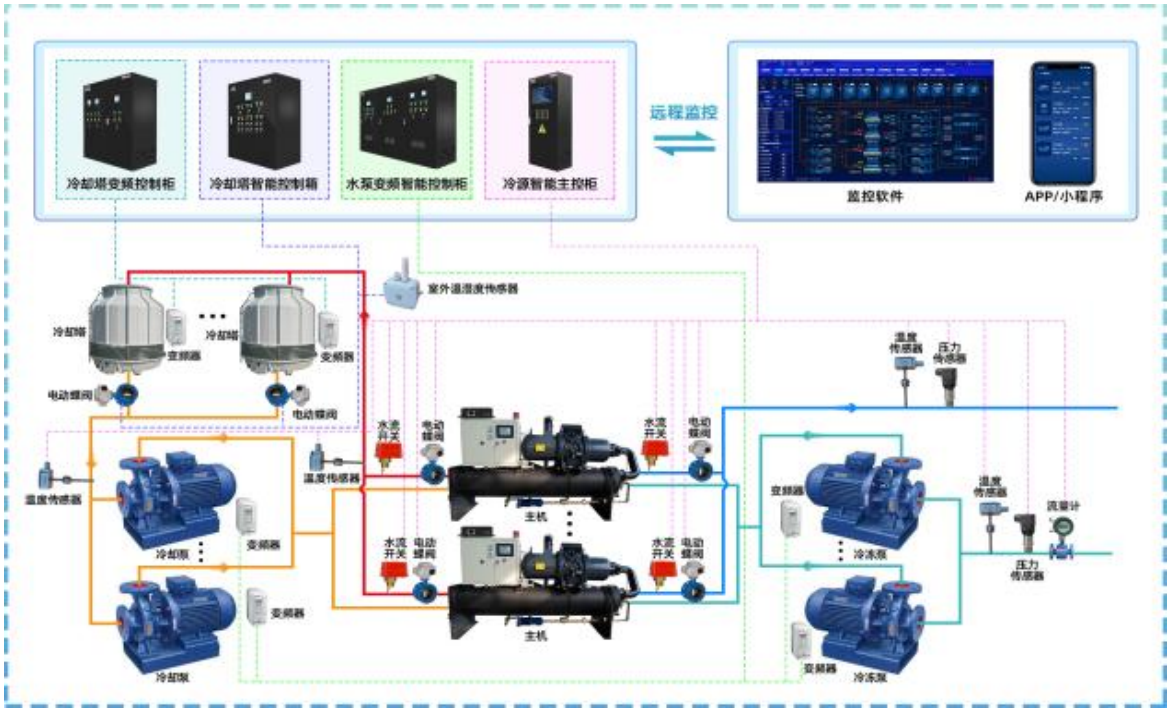 冷却塔变频控制柜
冷却塔智能控制箱
水泵变频智能控制柜
冷源智能主控柜
远程监控
监控软件
APP/小程序
室外温湿度传感器
冷却塔
变频器
冷却塔
变频器
电动蝶阀
电动蝶阀
温度
传感器
压力
传感器
水流
开关
电动
蝶阀
水流
开关
电动
蝶阀
温度传感器
温度传感器
冷却泵
变频器
主机
变频器
冷冻泵
温度
传感器
压力
传感器
流量计
水流
开关
电动
蝶阀
水流
开关
电动
蝶阀
冷却泵
变频器
主机
变频器
冷冻泵